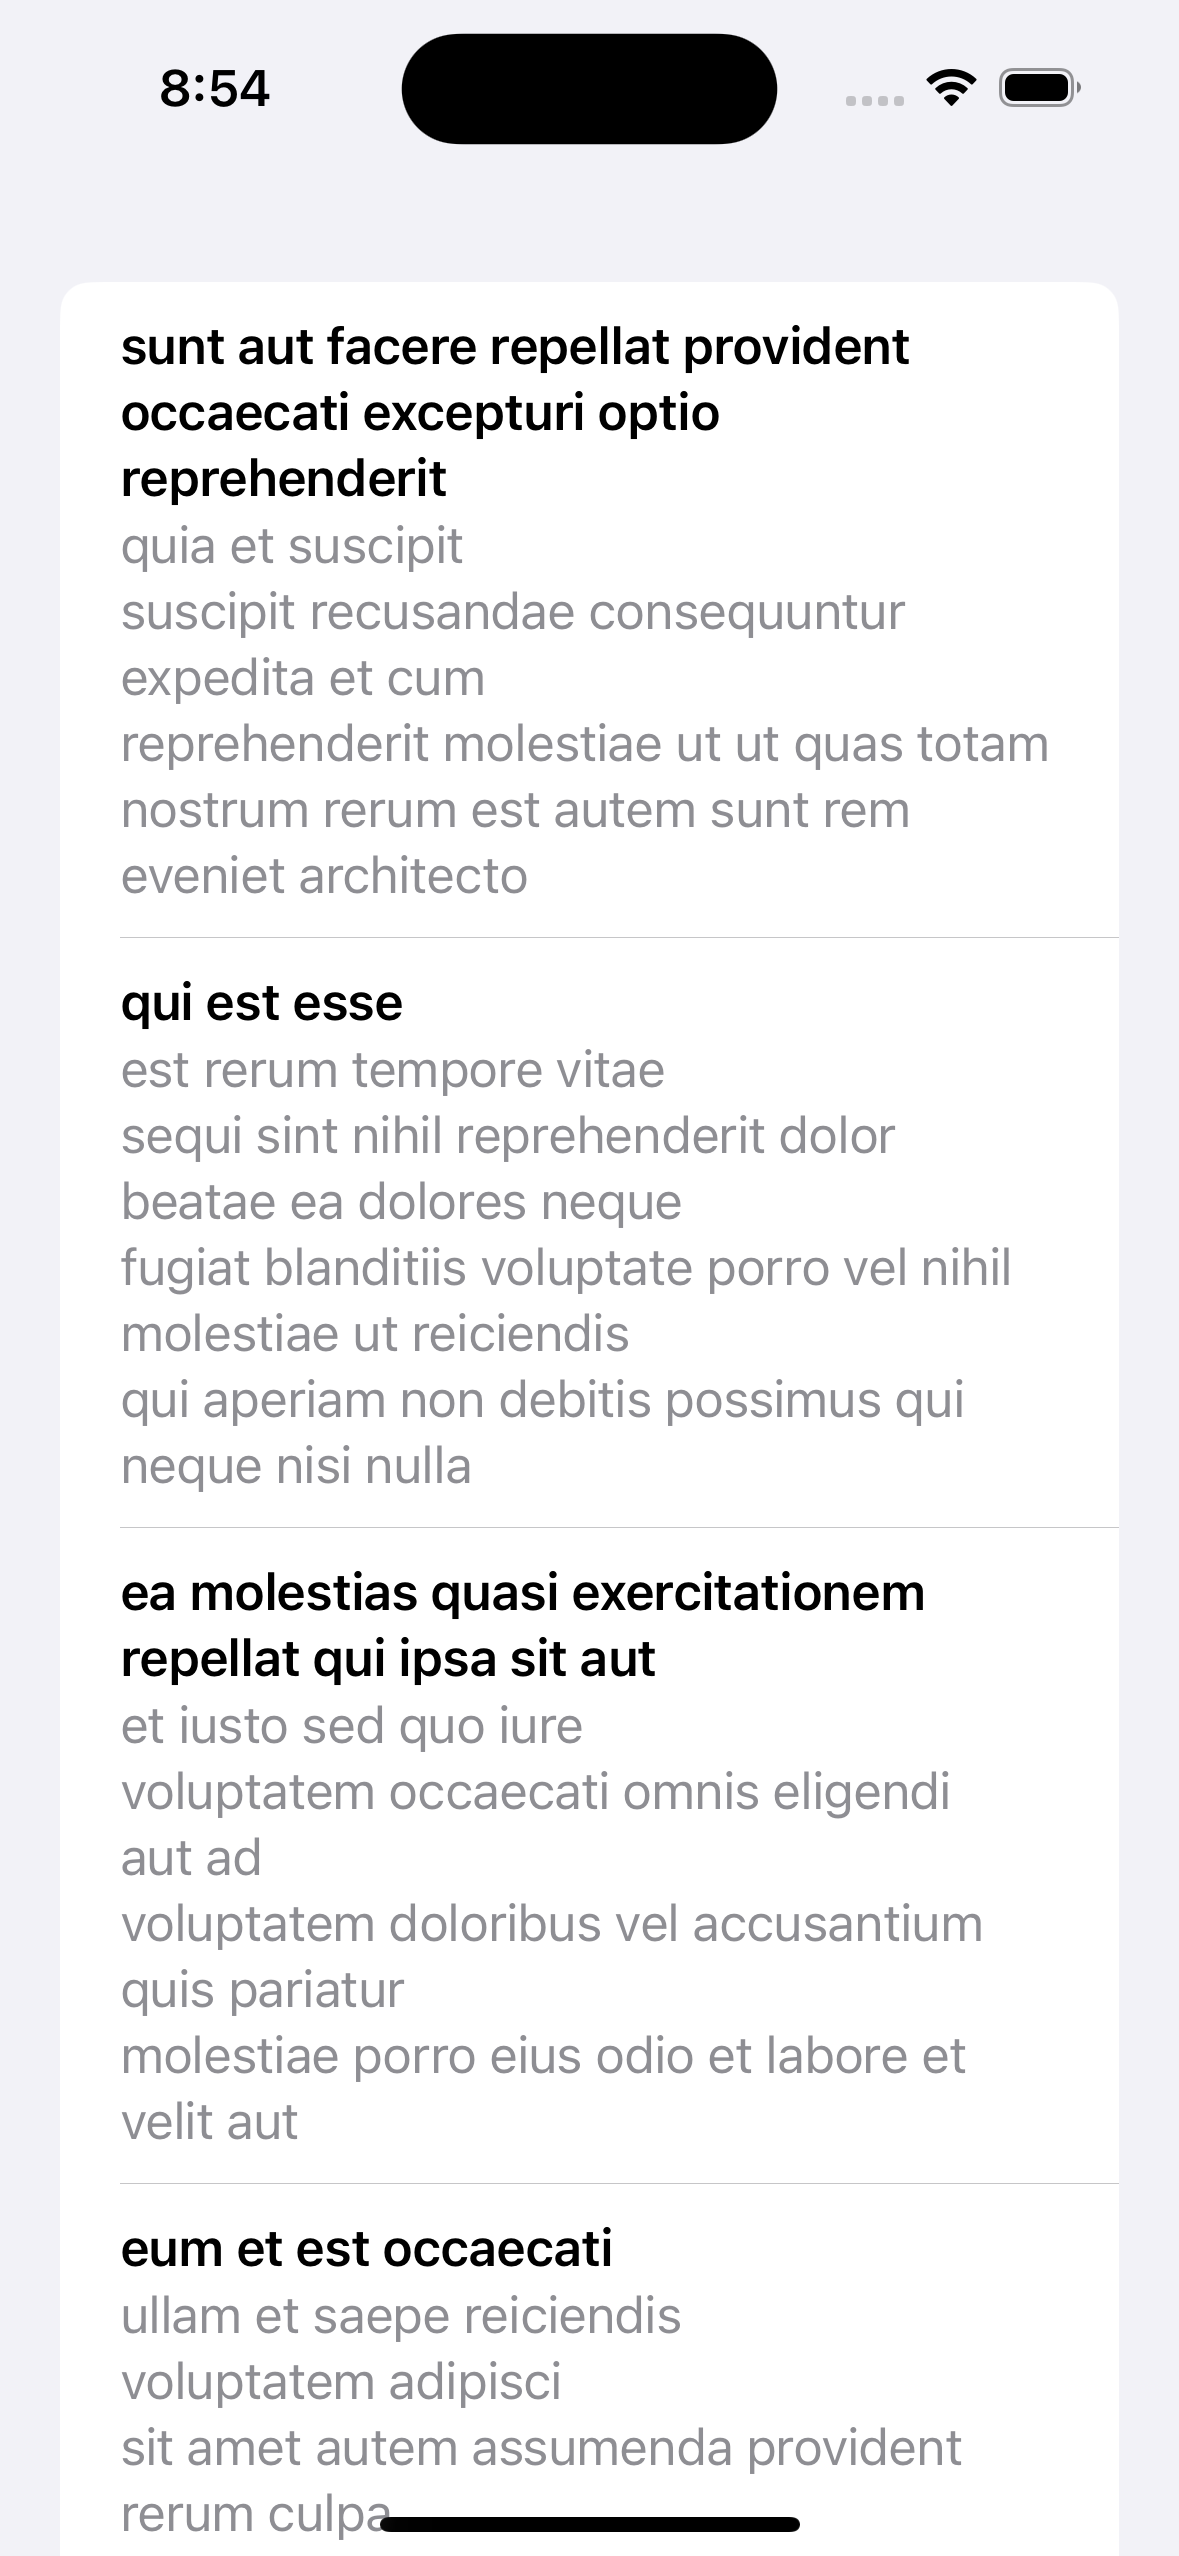 8:54
sunt aut facere repellat provident
occaecati excepturi optio
reprehenderit
quia et suscipit
suscipit recusandae consequuntur
expedita et cum
reprehenderit molestiae ut ut quas totam
nostrum rerum est autem sunt rem
eveniet architecto
qui est esse
est rerum tempore vitae
sequi sint nihil reprehenderit dolor
beatae ea dolores neque
fugiat blanditiis voluptate porro vel nihil
molestiae ut reiciendis
qui aperiam non debitis possimus qui
neque nisi nulla
ea molestias quasi exercitationem
repellat qui ipsa sit aut
et iusto sed quo iure
voluptatem occaecati omnis eligendi
aut ad
voluptatem doloribus vel accusantium
quis pariatur
molestiae porro eius odio et labore et
velit aut
eum et est occaecati
ullam et saepe reiciendis
voluptatem adipisci
sit amet autem assumenda provident
rerum culpa